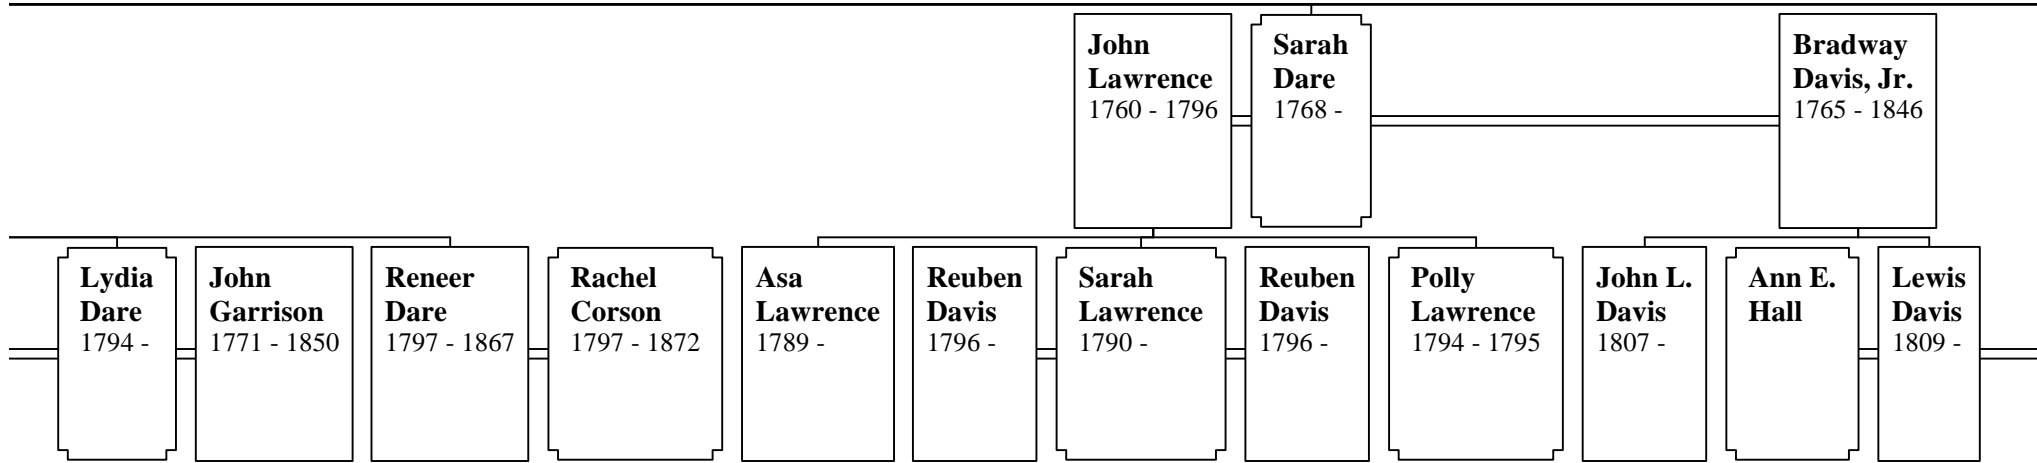 John
Lawrence
1760 - 1796
Sarah
Dare
1768 -
Bradway
Davis, Jr.
1765 - 1846
Lydia
Dare
1794 -
John
Garrison
1771 - 1850
Reneer
Dare
1797 - 1867
Rachel
Corson
1797 - 1872
Asa
Lawrence
1789 -
Reuben
Davis
1796 -
Sarah
Lawrence
1790 -
Reuben
Davis
1796 -
Polly
Lawrence
1794 - 1795
John L.
Davis
1807 -
Ann E.
Hall
Lewis
Davis
1809 -